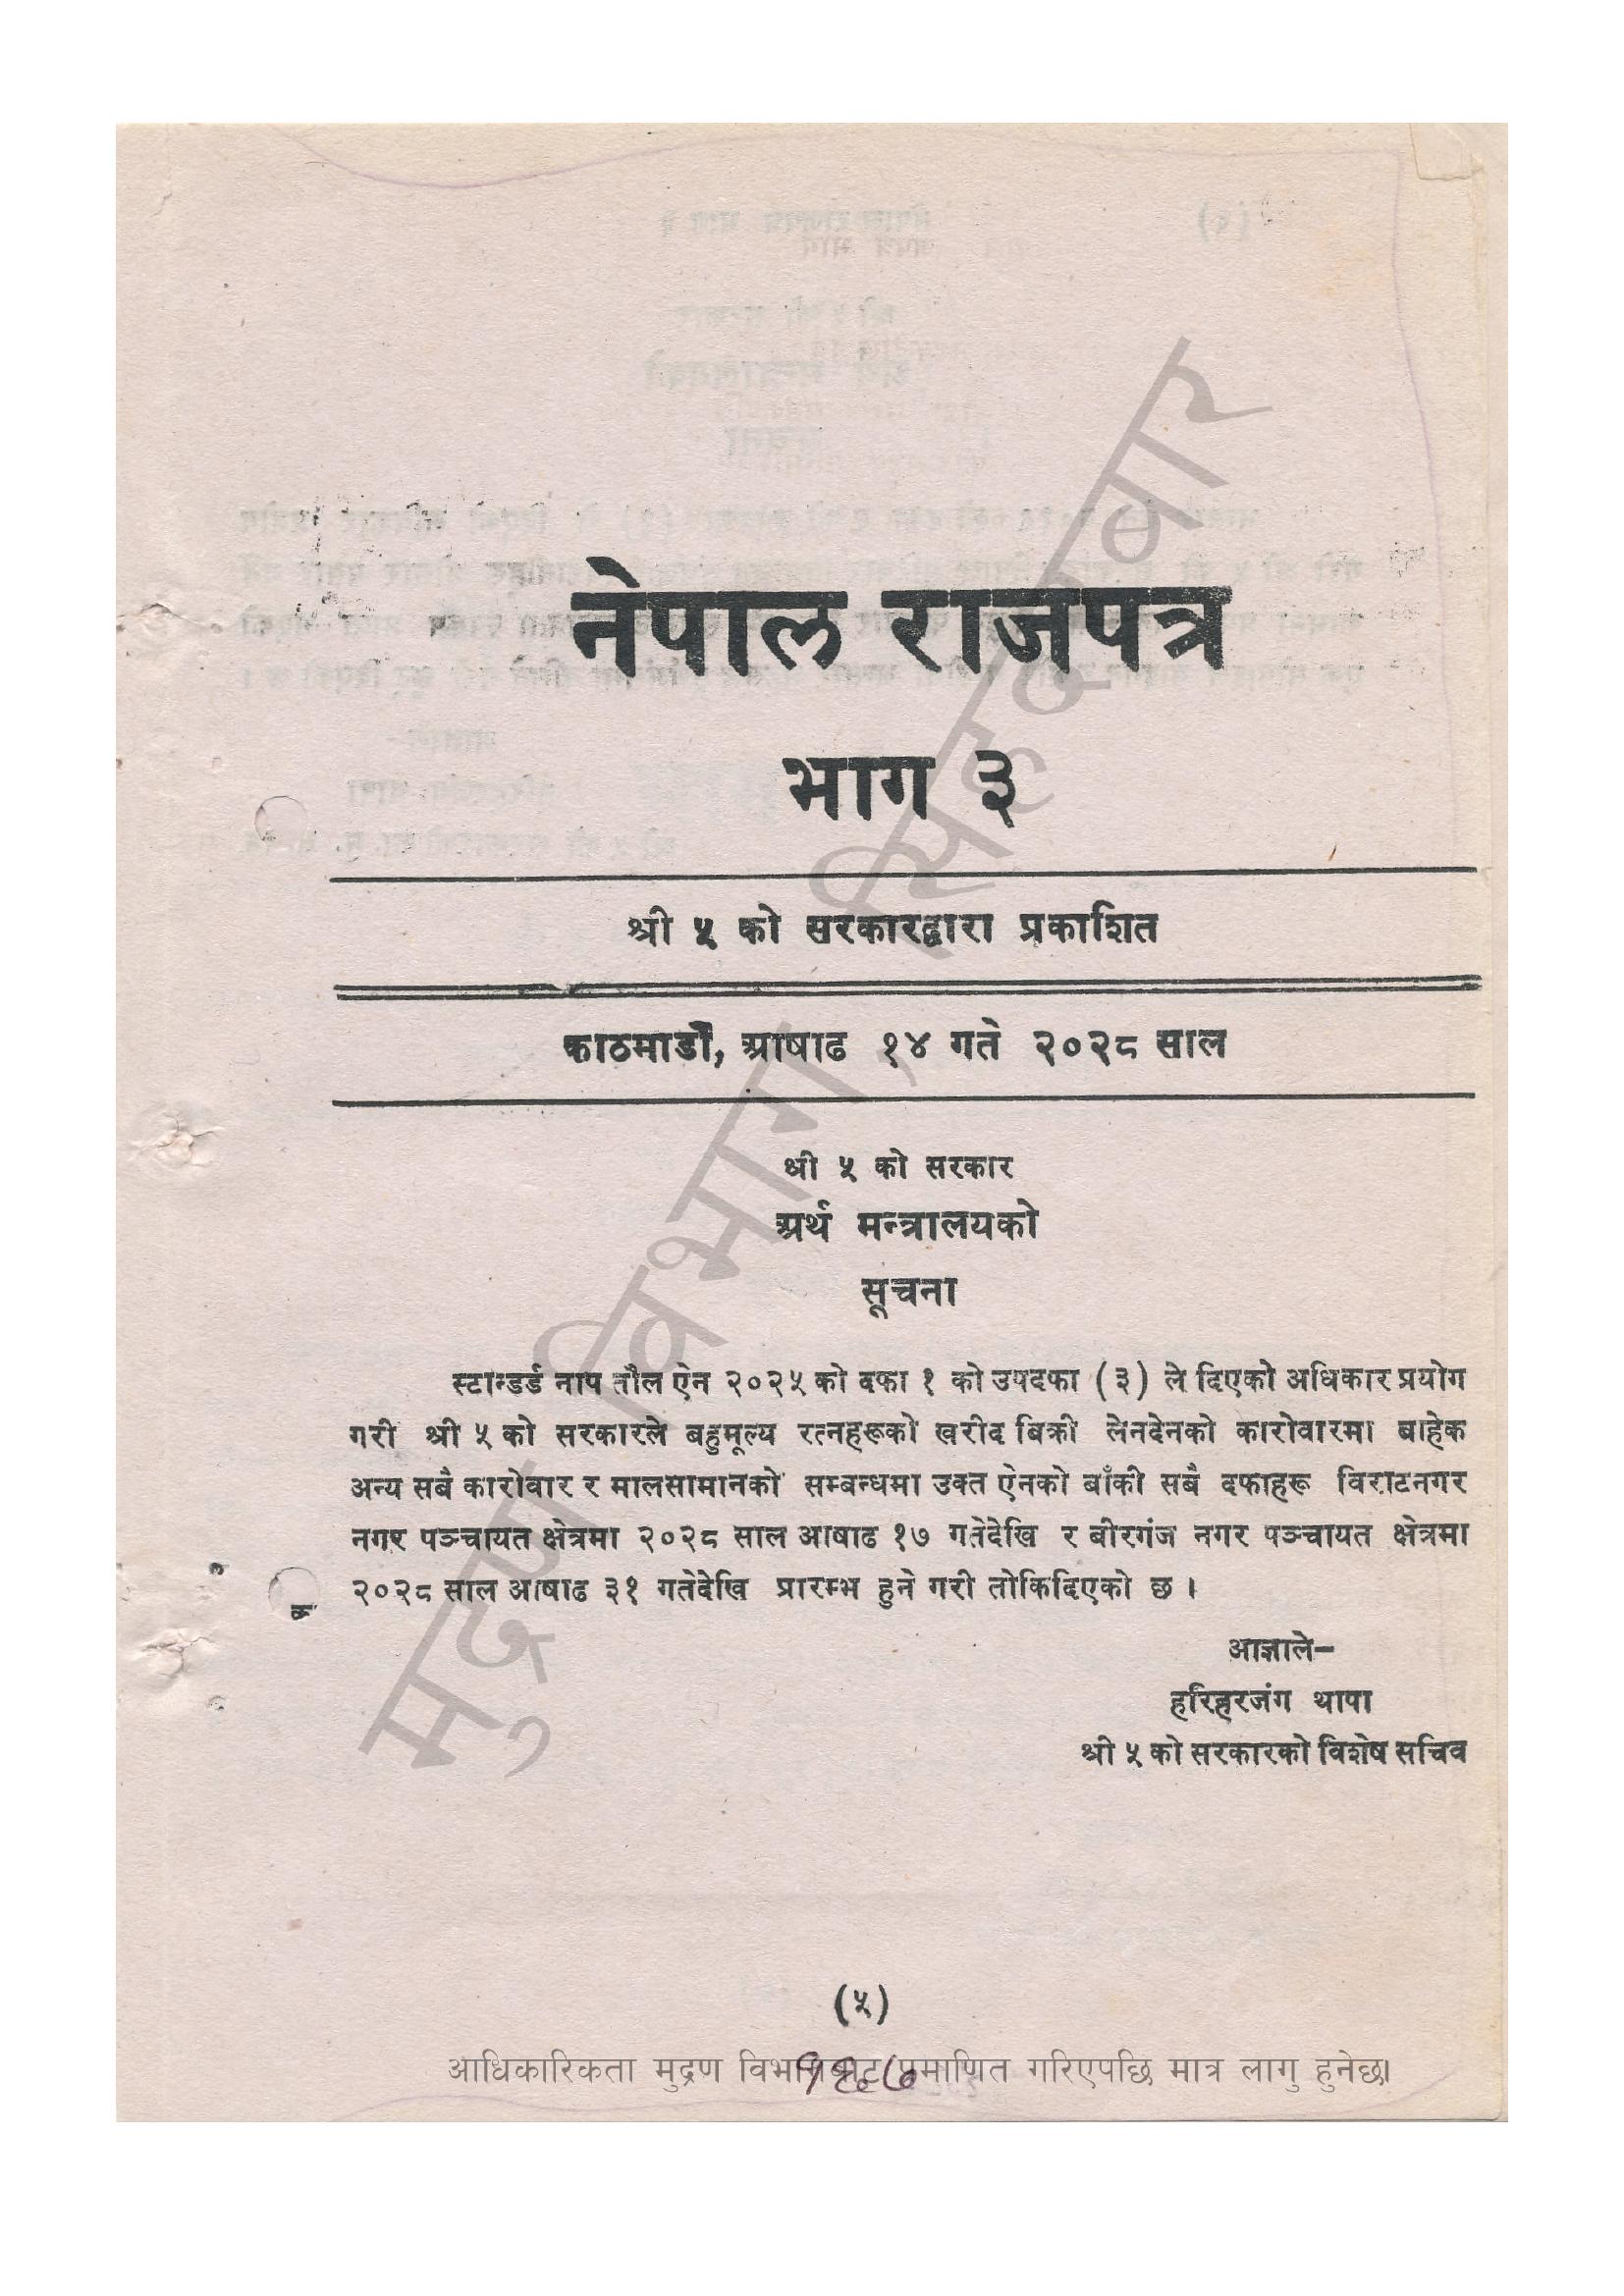 नेपाल राजपत्र
भाग ३
श्री ५ को सरकारद्वारा प्रकाशित
काठमाडौं, आषाढ १४ गते २०२८ साल
श्री ५ को सरकार
अर्थ मन्त्रालयको
सूचना
स्टान्डर्ड नाप तौल ऐन २०२५ को दफा १ को उपदफा (३) ले दिएको अधिकार प्रयोग
गरी श्री ५ को सरकारले बहुमूल्य रत्नहरूको खरीद बिक्री लेनदेनको कारोवारमा बाहेक
अन्य सबै कारोवार र मालसामानको सम्बन्धमा उक्त ऐनको बाँकी सबै दफाहरू विराटनगर
नगर पञ्चायत क्षेत्रमा २०२८ साल आषाढ १७ गतेदेखि र बीरगंज नगर पञ्चायत क्षेत्रमा
२०२८ साल आषाढ ३१ गतेदेखि प्रारम्भ हुने गरी तोकिदिएको छ ।
आज्ञाले–
हरिहरजंग थापा
श्री ५ को सरकारको विशेष सचिव
(५)
आधिकारिकता मुद्रण विभागबाट प्रमाणित गरिएपछि मात्र लागु हुनेछ।
मुद्रण विभाग, सिंहदरबार